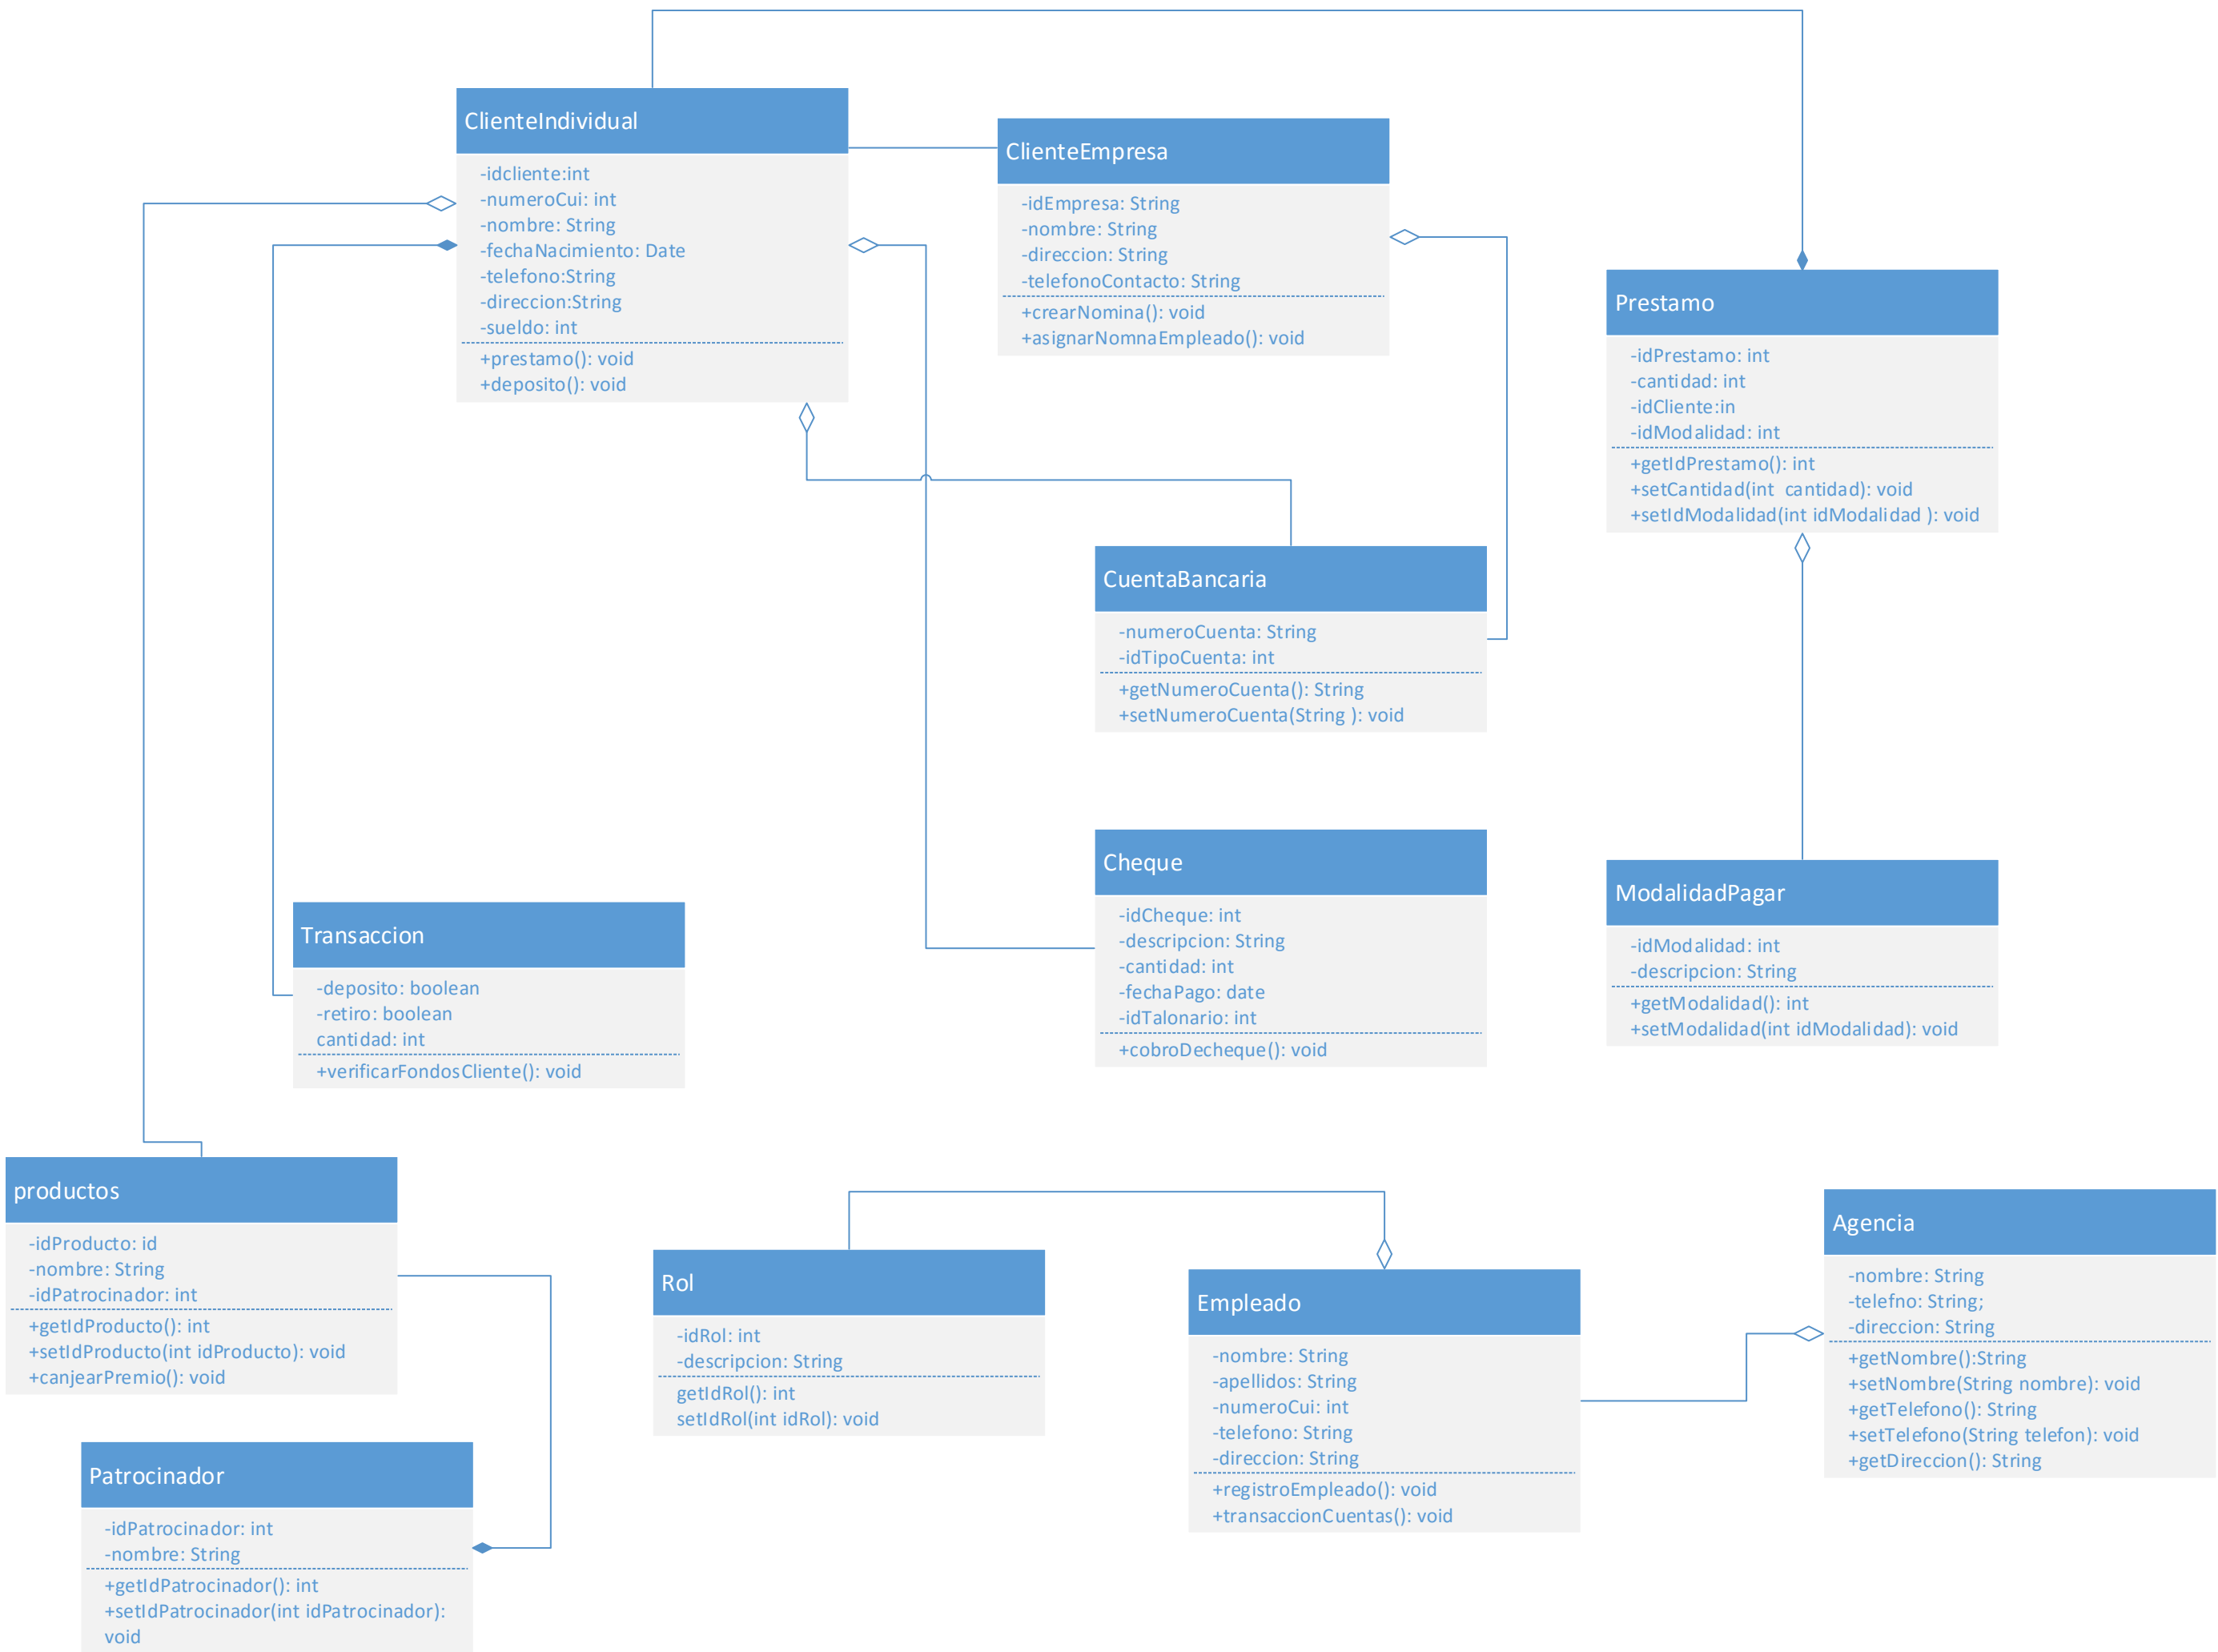 ClienteIndividual
-idcliente:int
-numeroCui: int
-nombre: String
-fechaNacimiento: Date
-telefono:String
-direccion:String
-sueldo: int
+prestamo(): void
+deposito(): void
ClienteEmpresa
-idEmpresa: String
-nombre: String
-direccion: String
-telefonoContacto: String
+crearNomina(): void
+asignarNomnaEmpleado(): void
Prestamo
-idPrestamo: int
-cantidad: int
-idCliente:in
-idModalidad: int
+getIdPrestamo(): int
+setCantidad(int  cantidad): void
+setIdModalidad(int idModalidad ): void
CuentaBancaria
-numeroCuenta: String
-idTipoCuenta: int
+getNumeroCuenta(): String
+setNumeroCuenta(String ): void
Cheque
-idCheque: int
-descripcion: String
-cantidad: int
-fechaPago: date
-idTalonario: int
+cobroDecheque(): void
ModalidadPagar
-idModalidad: int
-descripcion: String
+getModalidad(): int
+setModalidad(int idModalidad): void
Transaccion
-deposito: boolean
-retiro: boolean
cantidad: int
+verificarFondosCliente(): void
productos
-idProducto: id
-nombre: String
-idPatrocinador: int
+getIdProducto(): int
+setIdProducto(int idProducto): void
+canjearPremio(): void
Rol
-idRol: int
-descripcion: String
getIdRol(): int
setIdRol(int idRol): void
Empleado
-nombre: String
-apellidos: String
-numeroCui: int
-telefono: String
-direccion: String
+registroEmpleado(): void
+transaccionCuentas(): void
Agencia
-nombre: String
-telefno: String;
-direccion: String
+getNombre():String
+setNombre(String nombre): void
+getTelefono(): String
+setTelefono(String telefon): void
+getDireccion(): String
Patrocinador
-idPatrocinador: int
-nombre: String
+getIdPatrocinador(): int
+setIdPatrocinador(int idPatrocinador):
void